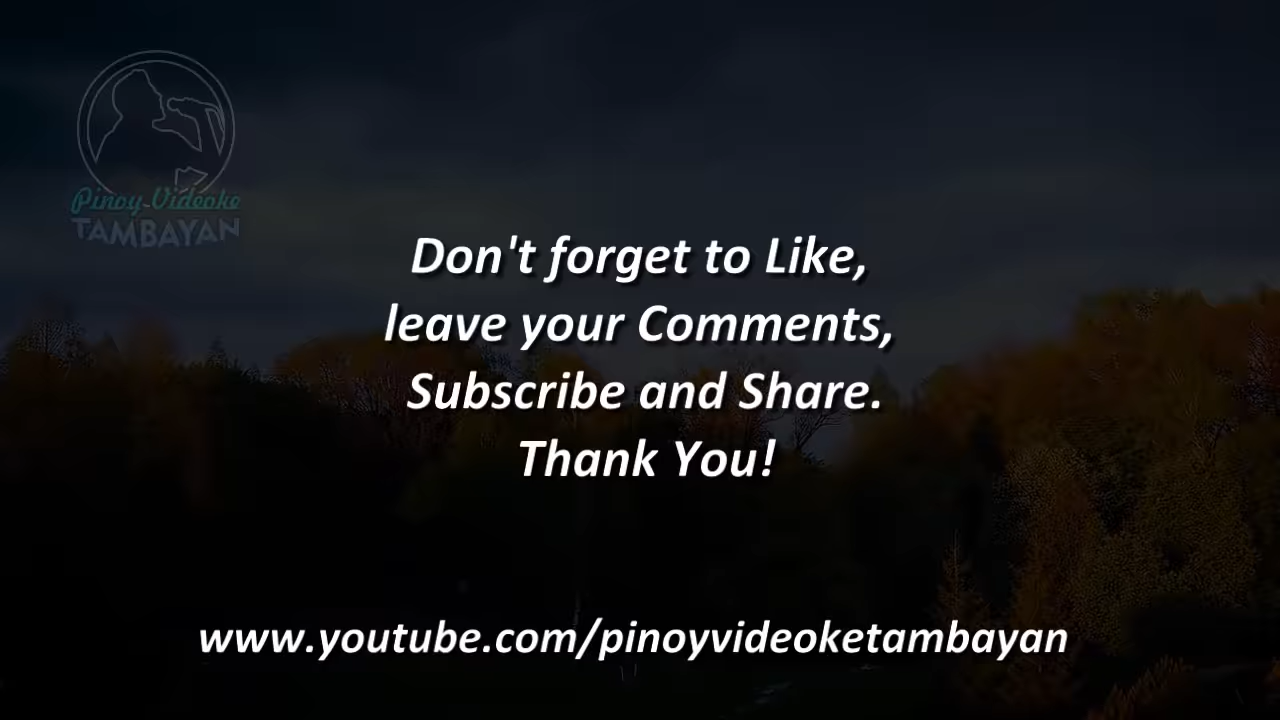 Pinoy Videoke
TAMBAYAN
Don't forget to Like,
leave your Comments,
Subscribe and Share.
Thank You!
www.youtube.com/pinoyvideoketambayan